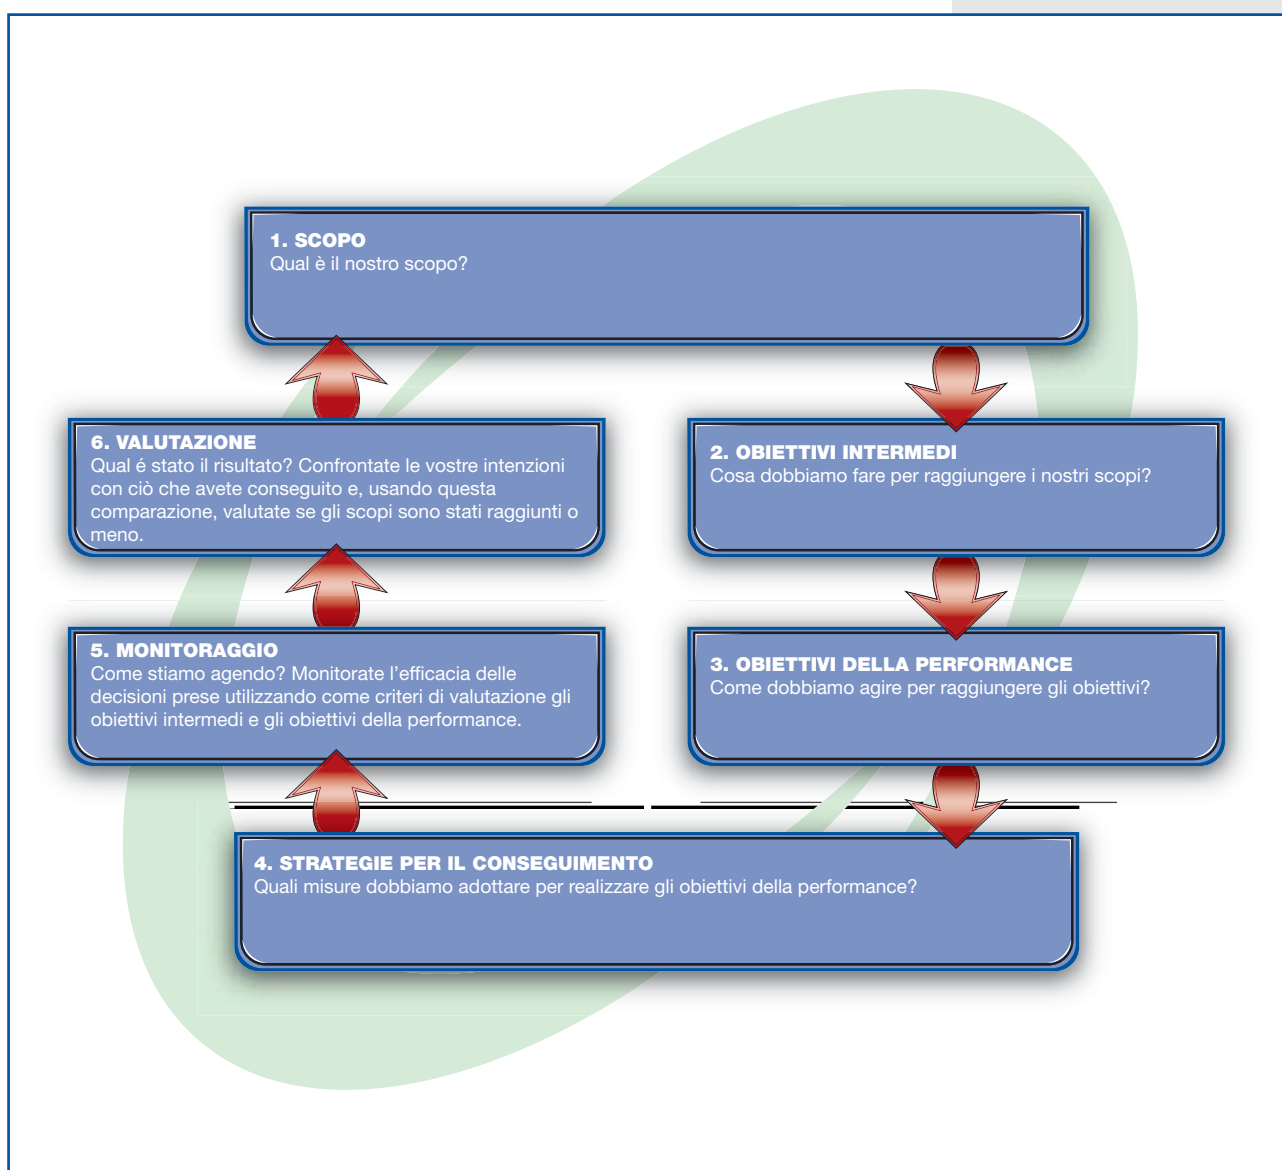 1. SCOPO
Qual è il nostro scopo?
2. OBIETTIVI INTERMEDI
Cosa dobbiamo fare per raggiungere i nostri scopi?
3. OBIETTIVI DELLA PERFORMANCE
Come dobbiamo agire per raggiungere gli obiettivi?
4. STRATEGIE PER IL CONSEGUIMENTO
Quali misure dobbiamo adottare per realizzare gli obiettivi della performance?
5. MONITORAGGIO
Come stiamo agendo? Monitorate l’efficacia delle
decisioni prese utilizzando come criteri di valutazione gli
obiettivi intermedi e gli obiettivi della performance.
6. VALUTAZIONE
Qual é stato il risultato? Confrontate le vostre intenzioni
con ciò che avete conseguito e, usando questa
comparazione, valutate se gli scopi sono stati raggiunti o
meno.